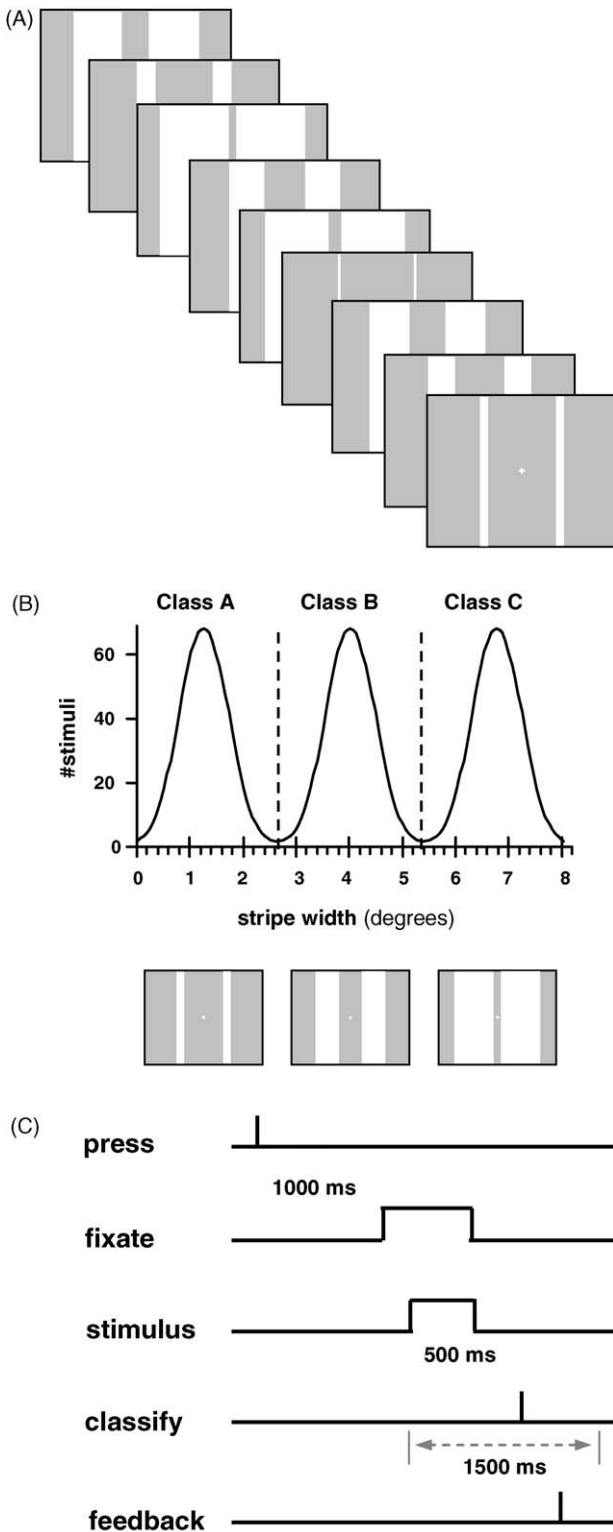 (A)
(B)
Class A Class B Class C
#stimuli
60
40
20
0
0 1 2 3 4 5 6 7 8
stripe width (degrees)
(C)
press
1000 ms
fixate
stimulus
500 ms
classify
1500 ms
feedback